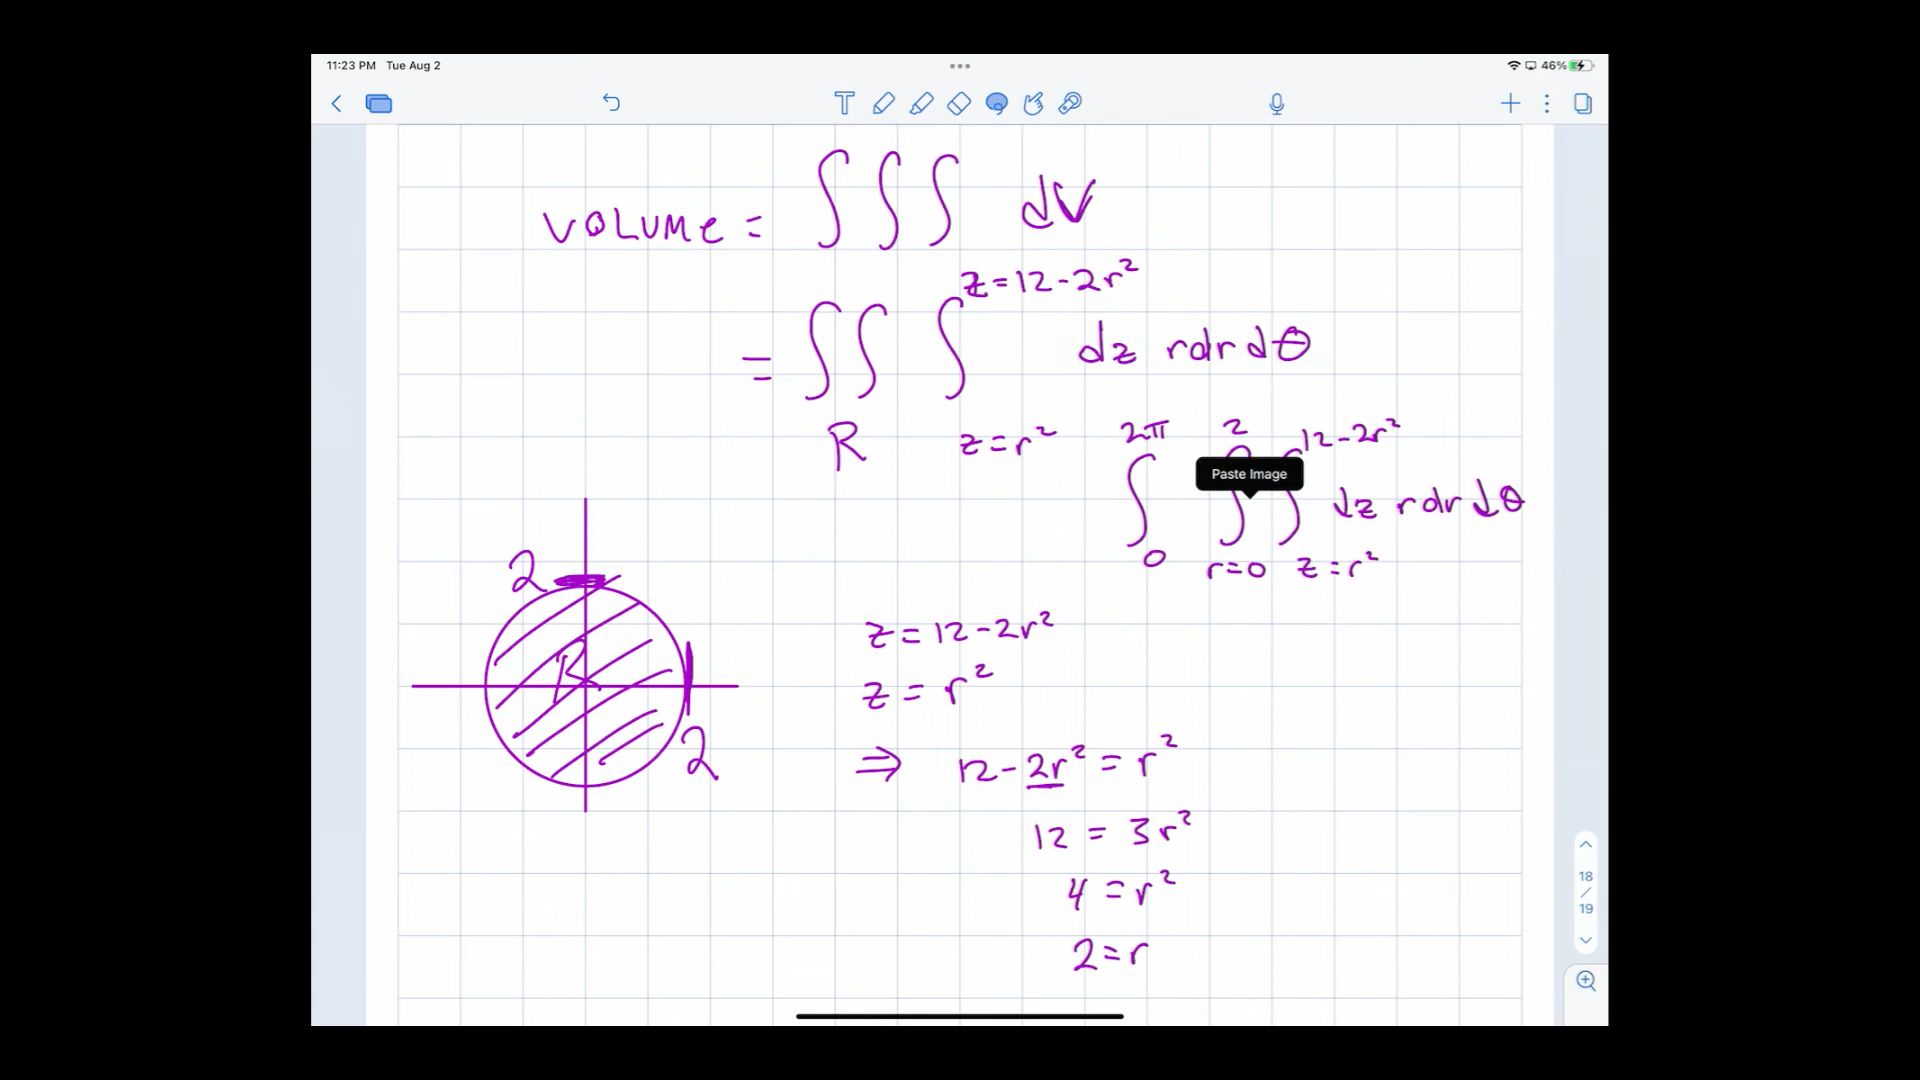 11:23 PM Tue Aug 2
46%
T
VOLUME = ∫∫∫ dV
z=12-2r²
= ∫∫ ∫ dz rdrdθ
R z=r²
2π 2 12-2r²
Paste Image
∫ ∫ ∫ dz rdr dθ
0 r=0 z=r²
2
R
2
z=12-2r²
z = r²
⇒ 12-2r² = r²
12 = 3r²
4 = r²
2=r
18
/
19